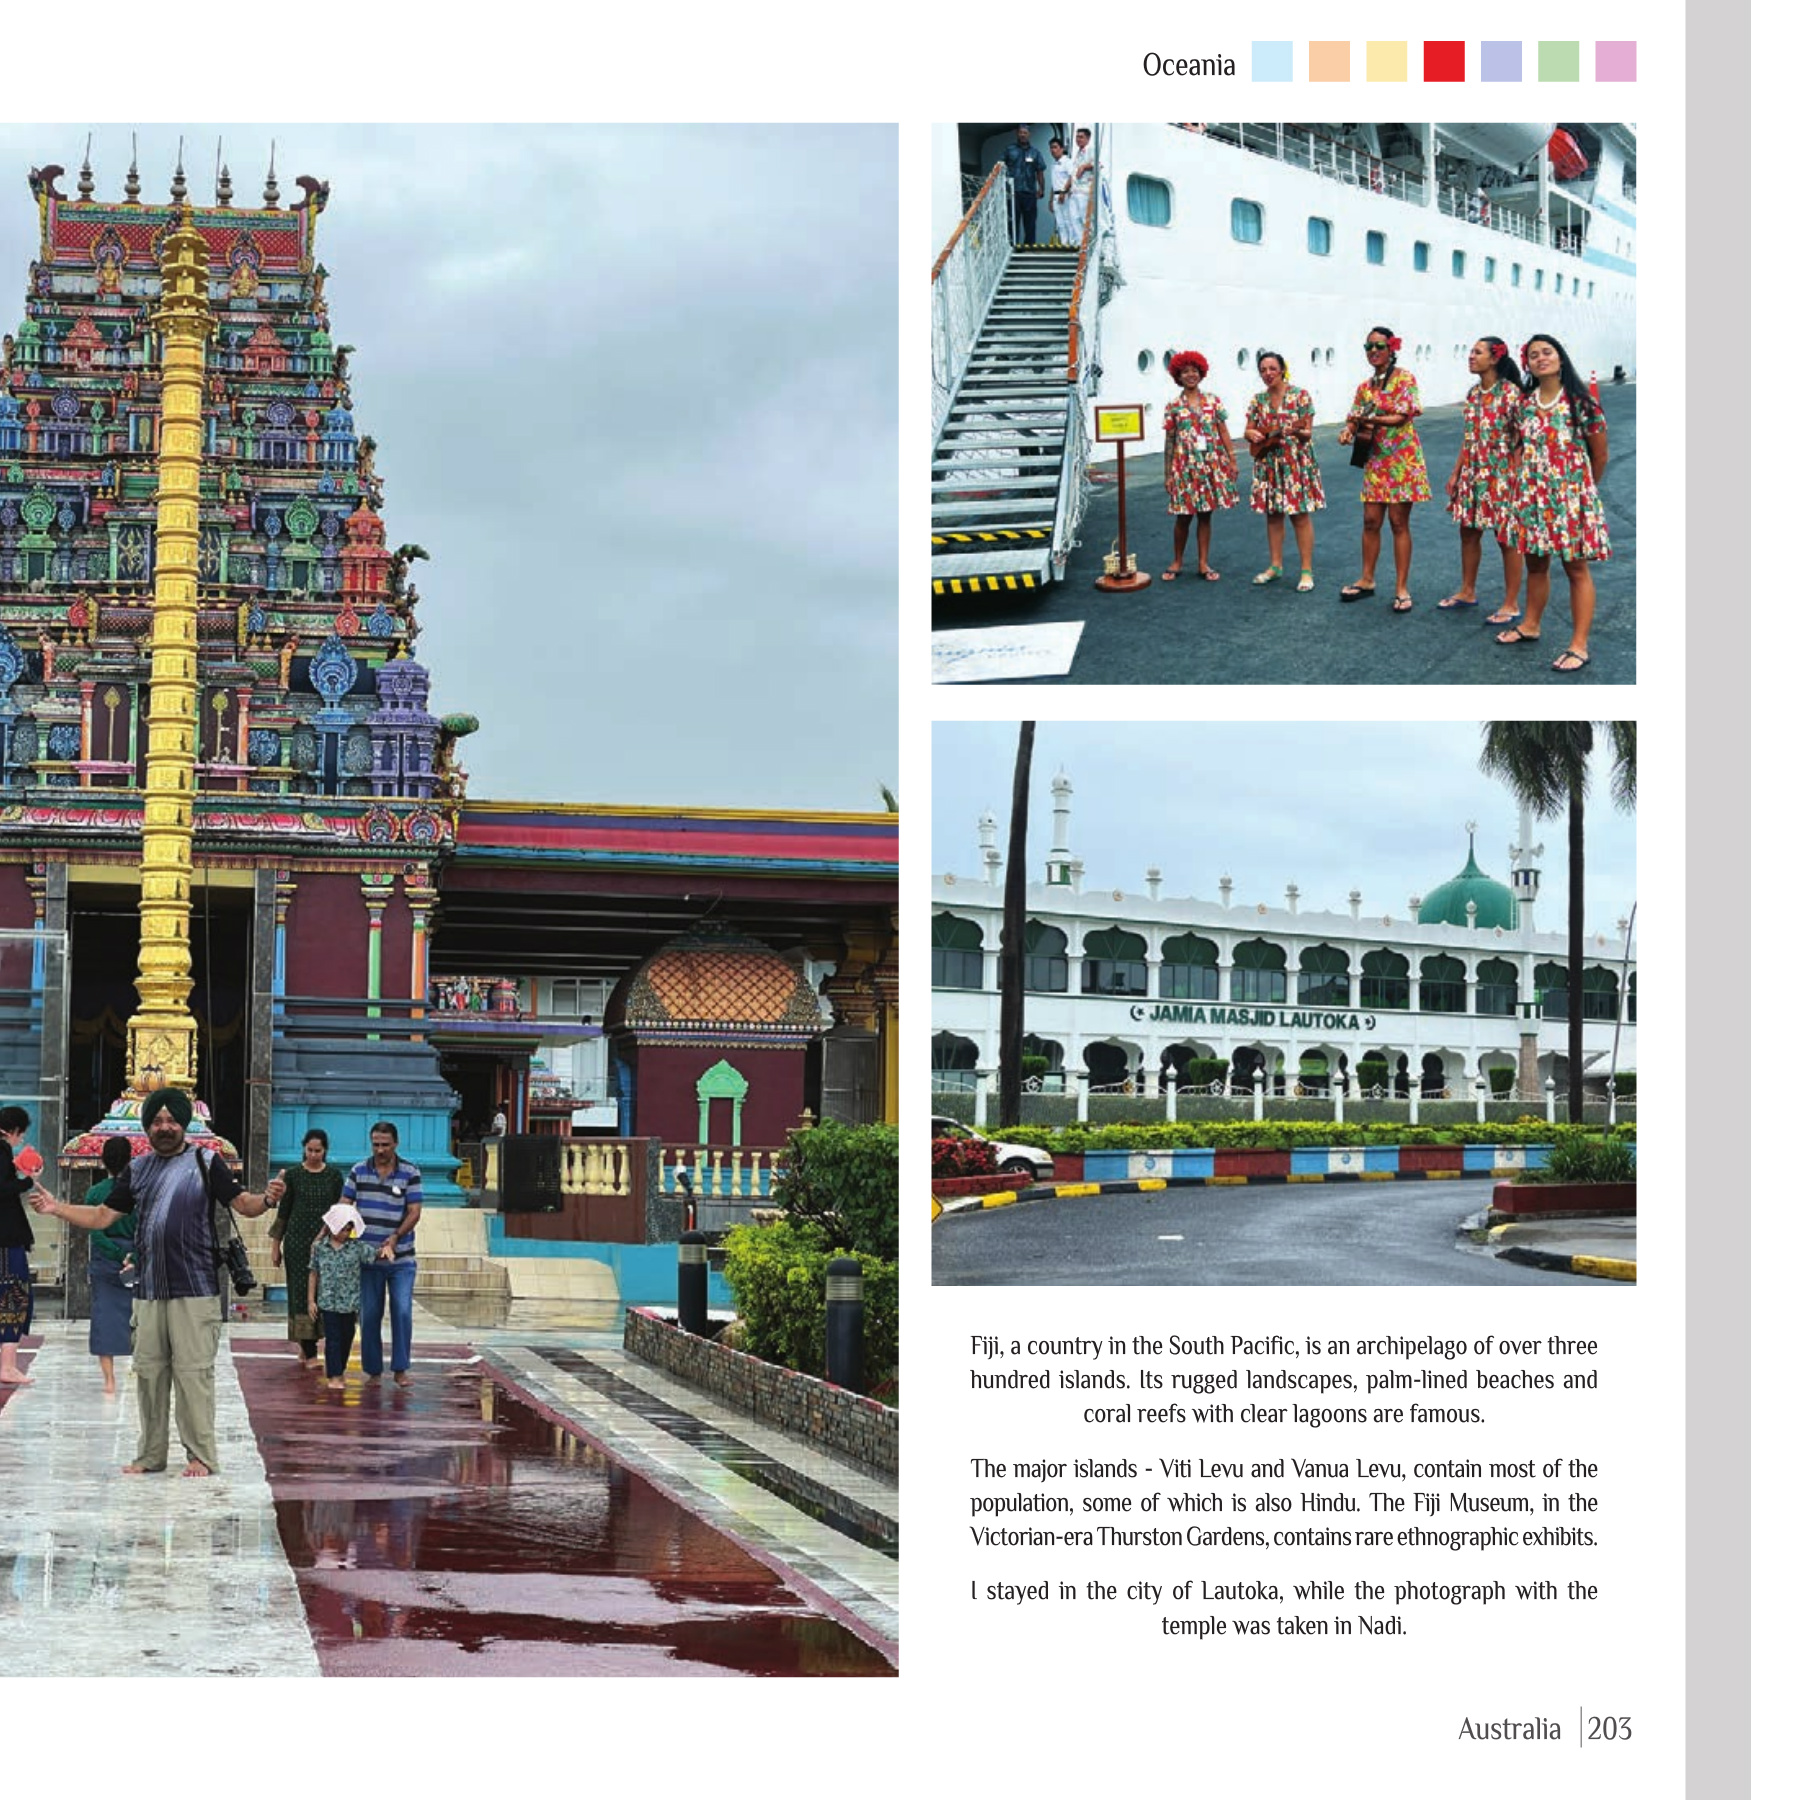 Oceania
JAMIA MASJID LAUTOKA
Fiji, a country in the South Pacific, is an archipelago of over three
hundred islands. Its rugged landscapes, palm-lined beaches and
coral reefs with clear lagoons are famous.
The major islands - Viti Levu and Vanua Levu, contain most of the
population, some of which is also Hindu. The Fiji Museum, in the
Victorian-era Thurston Gardens, contains rare ethnographic exhibits.
I stayed in the city of Lautoka, while the photograph with the
temple was taken in Nadi.
Australia |203